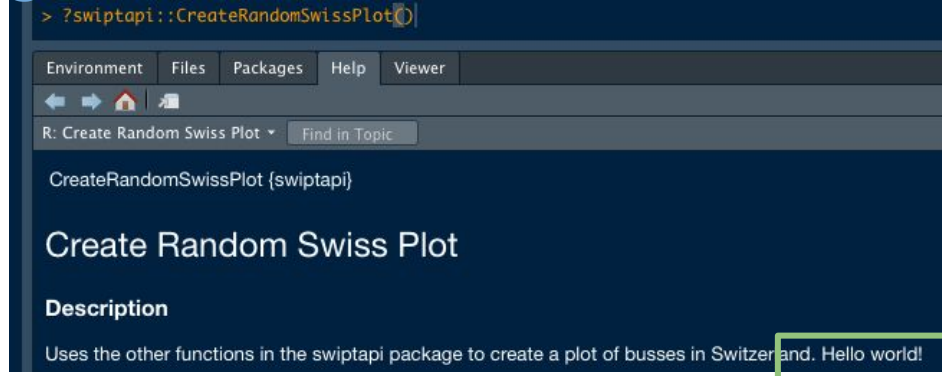 > ?swiptapi::CreateRandomSwissPlot()
Environment Files Packages Help Viewer
R: Create Random Swiss Plot Find in Topic
CreateRandomSwissPlot {swiptapi}
Create Random Swiss Plot
Description
Uses the other functions in the swiptapi package to create a plot of busses in Switzerland. Hello world!